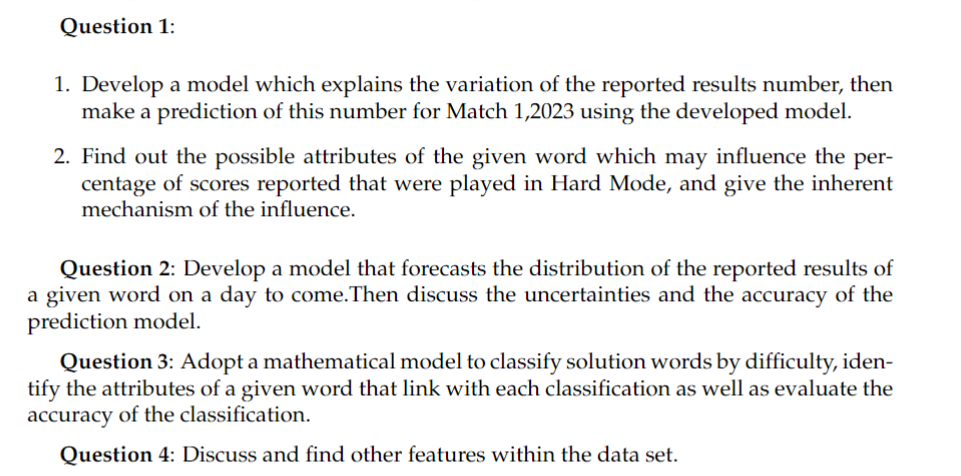 Question 1:
1. Develop a model which explains the variation of the reported results number, then
make a prediction of this number for Match 1,2023 using the developed model.
2. Find out the possible attributes of the given word which may influence the per-
centage of scores reported that were played in Hard Mode, and give the inherent
mechanism of the influence.
Question 2: Develop a model that forecasts the distribution of the reported results of
a given word on a day to come.Then discuss the uncertainties and the accuracy of the
prediction model.
Question 3: Adopt a mathematical model to classify solution words by difficulty, iden-
tify the attributes of a given word that link with each classification as well as evaluate the
accuracy of the classification.
Question 4: Discuss and find other features within the data set.